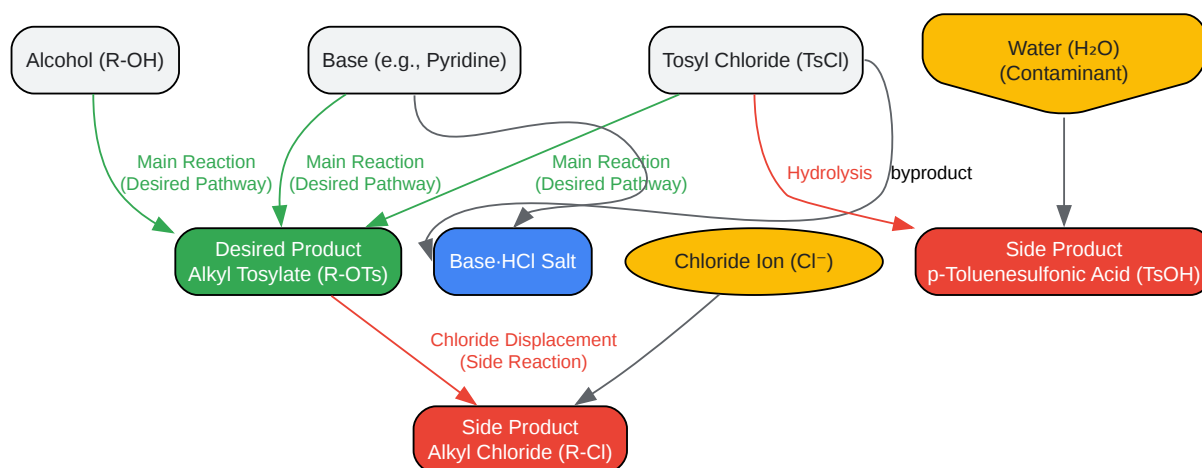 Alcohol (R-OH)
Base (e.g., Pyridine)
Tosyl Chloride (TsCl)
Water (H₂O)
(Contaminant)
Main Reaction
(Desired Pathway)
Main Reaction
(Desired Pathway)
Main Reaction
(Desired Pathway)
Hydrolysis
byproduct
Desired Product
Alkyl Tosylate (R-OTs)
Base·HCl Salt
Chloride Ion (Cl⁻)
Side Product
p-Toluenesulfonic Acid (TsOH)
Chloride Displacement
(Side Reaction)
Side Product
Alkyl Chloride (R-Cl)